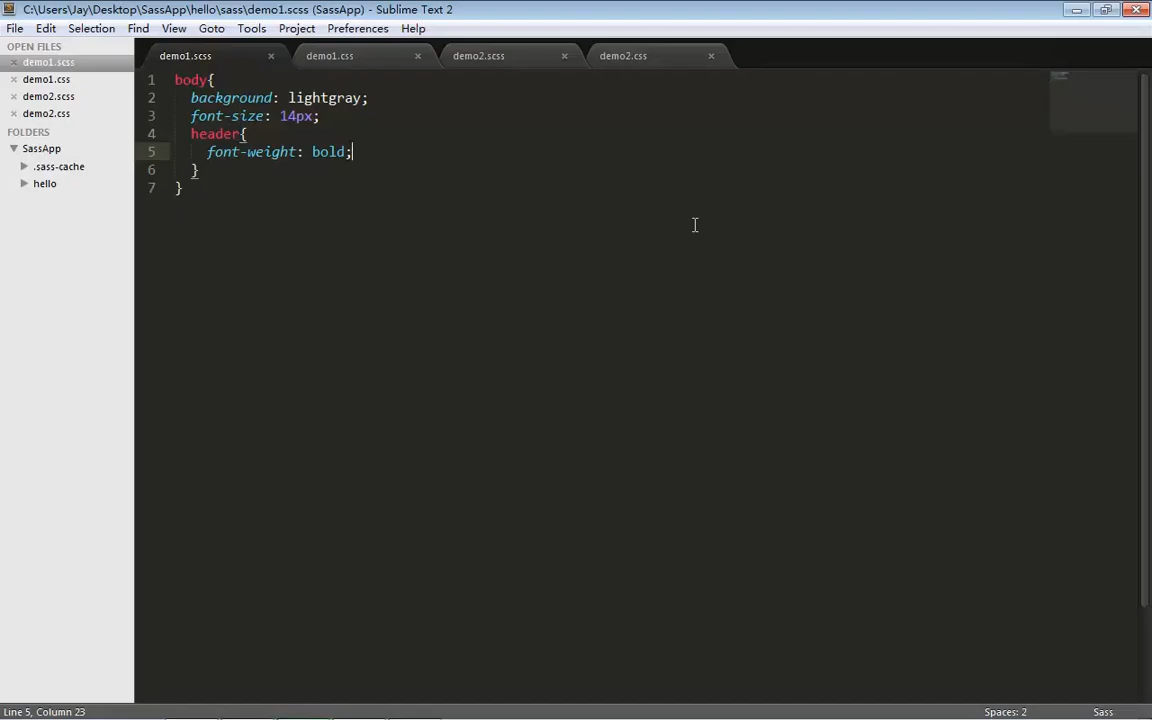 C:\Users\Jay\Desktop\SassApp\hello\sass\demo1.scss (SassApp) - Sublime Text 2
File Edit Selection Find View Goto Tools Project Preferences Help
OPEN FILES
demo1.scss
demo1.css
demo2.scss
demo2.css
FOLDERS
SassApp
.sass-cache
hello
demo1.scss demo1.css demo2.scss demo2.css
1 body{
2 background: lightgray;
3 font-size: 14px;
4 header{
5 font-weight: bold;
6 }
7 }
Line 5, Column 23 Spaces: 2 Sass